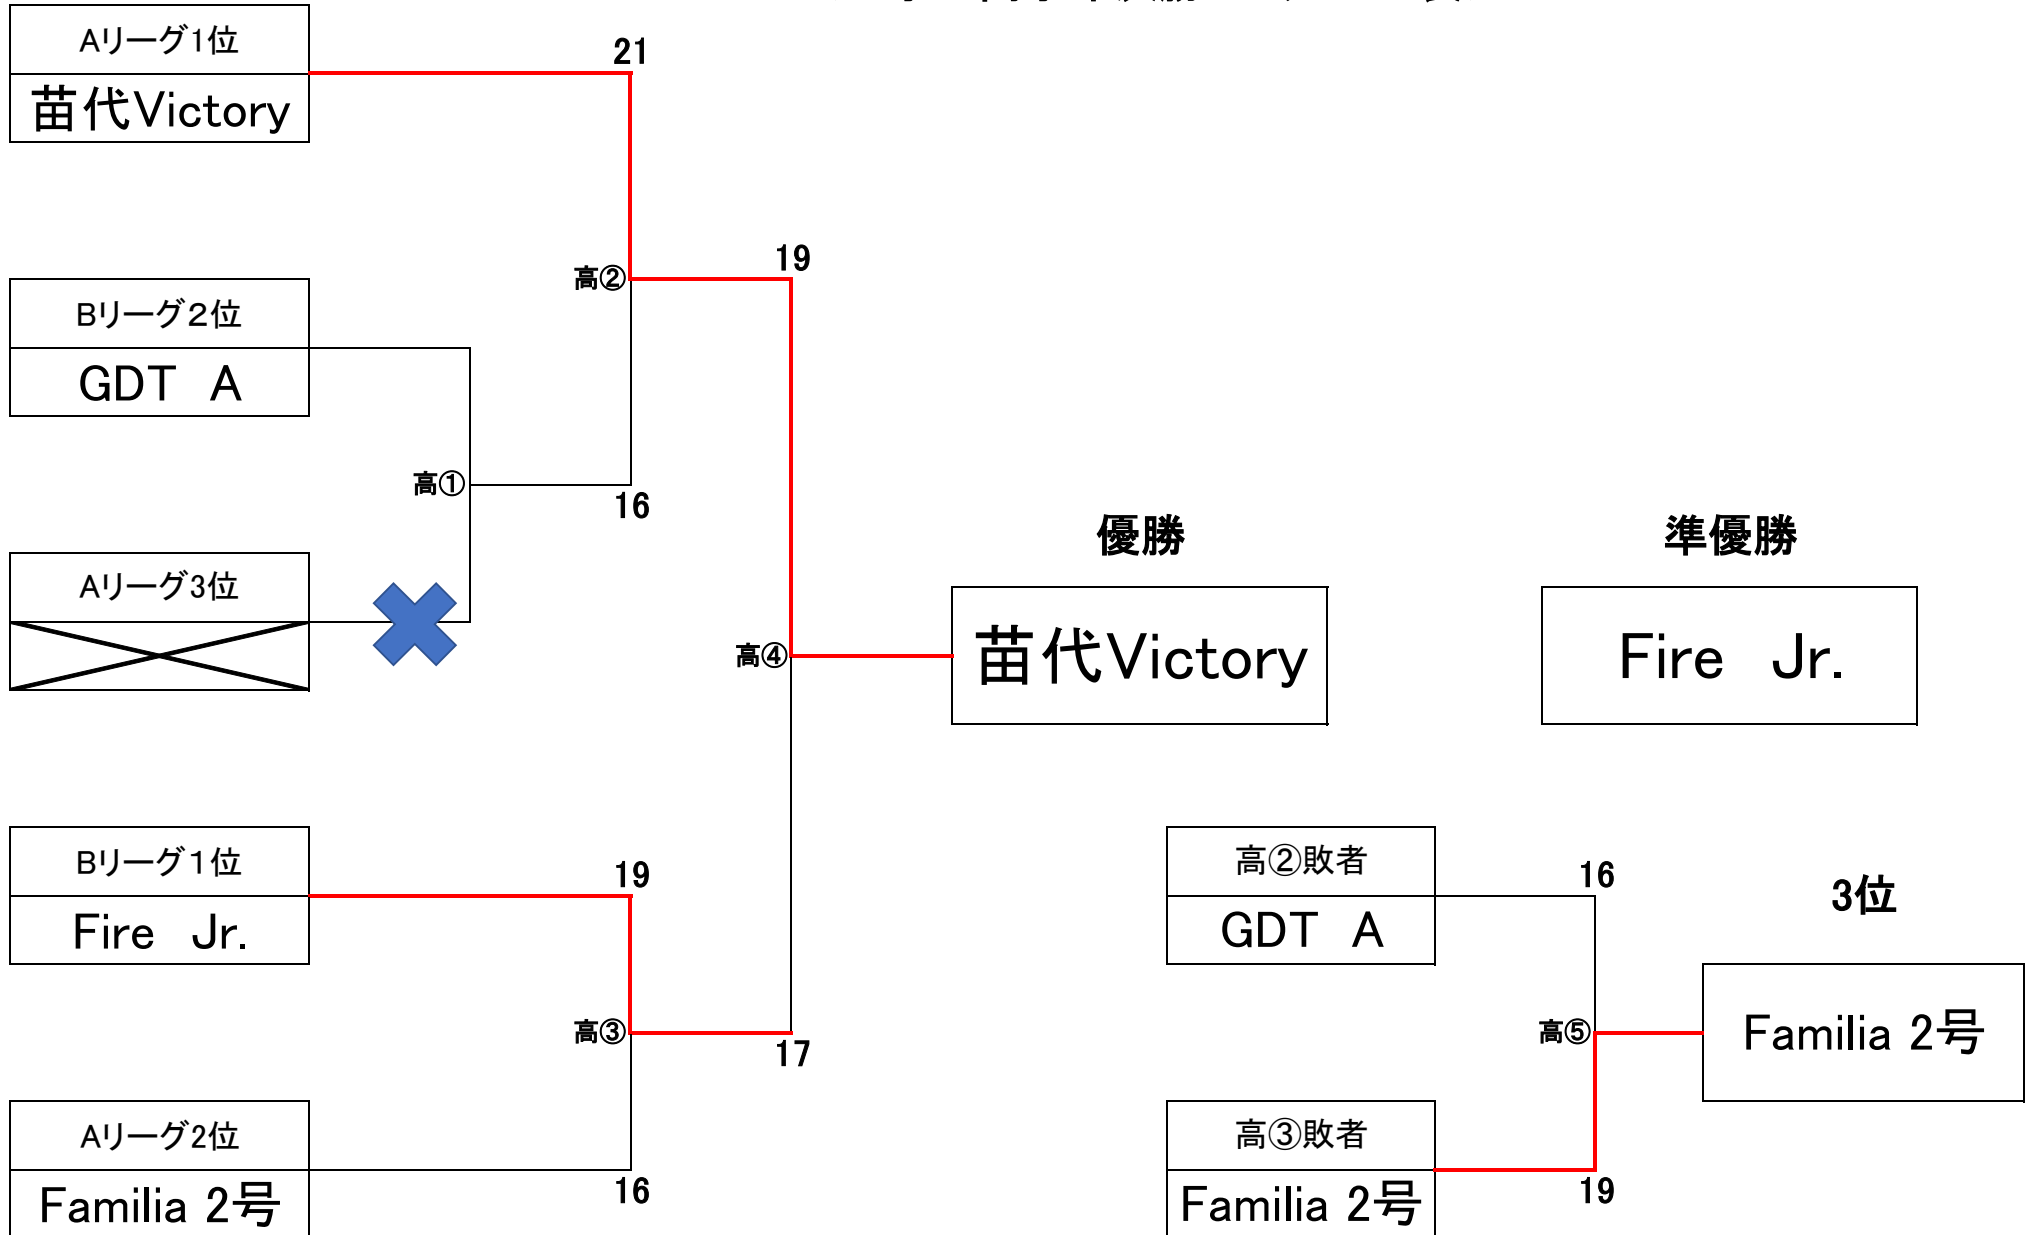 Aリーグ1位
21
苗代Victory
高②
19
Bリーグ２位
GDT　A
高①
16
優勝
準優勝
Aリーグ3位
高④
苗代Victory
Fire　Jr.
Bリーグ１位
19
高②敗者
16
3位
Fire　Jr.
GDT　A
高③
17
高⑤
Familia 2号
Aリーグ2位
高③敗者
16
19
Familia 2号
Familia 2号